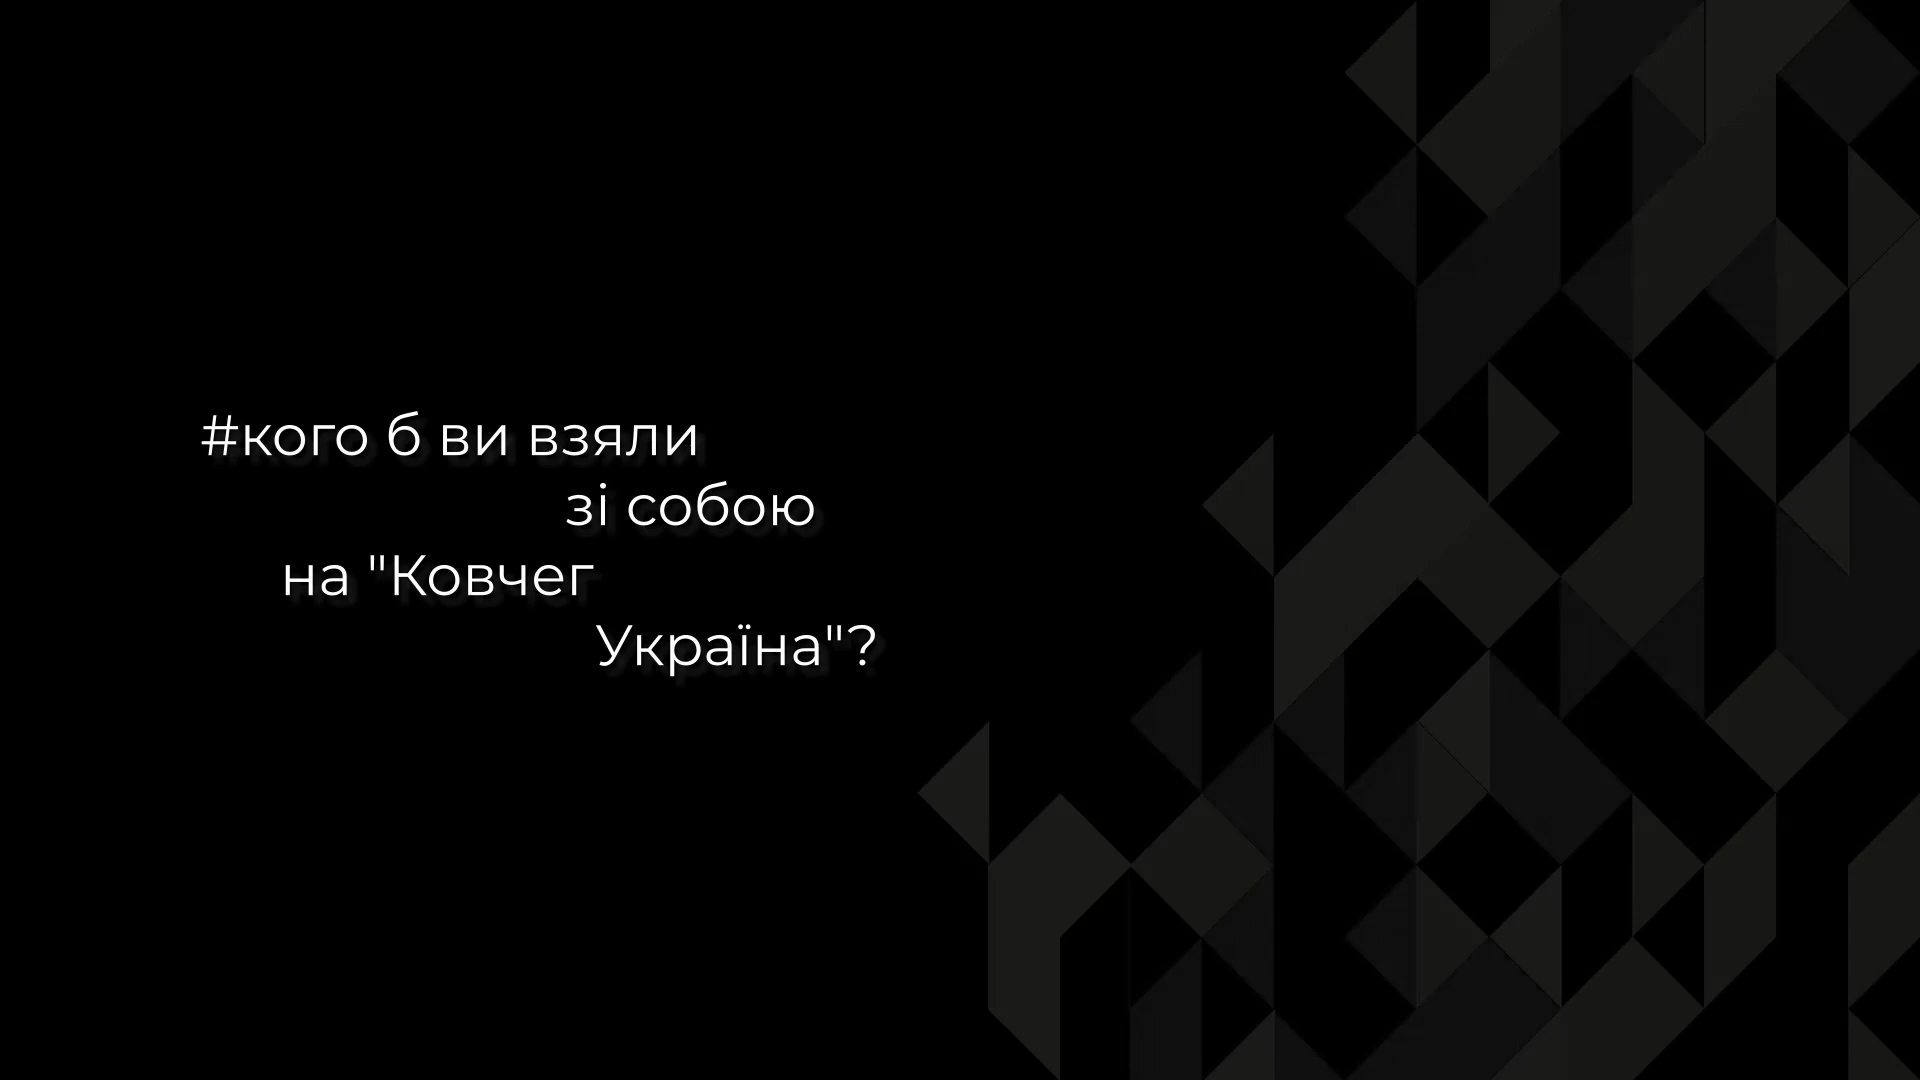 #кого б ви взяли
зі собою
на "Ковчег
Україна"?